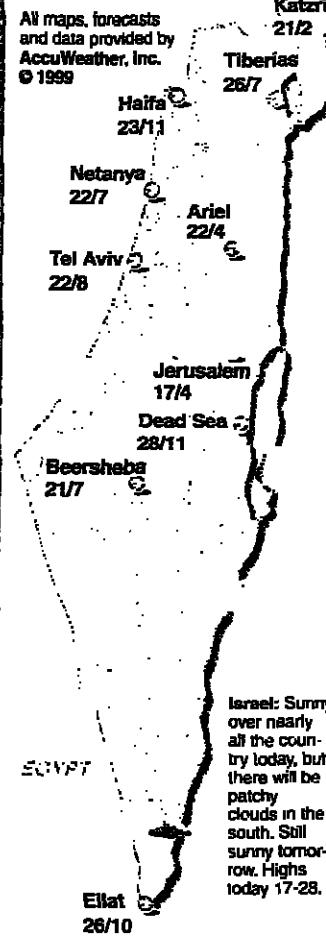 All maps, forecasts
and data provided by
AccuWeather, Inc.
© 1999
21/2
Tiberias
26/7
Haifa
23/11
Netanya
22/7
Ariel
22/4
Tel Aviv
22/8
Jerusalem
17/4
Dead Sea
28/11
Beersheba
21/7
Israel: Sunny
over nearly
all the coun-
try today, but
there will be
patchy
clouds in the
south. Still
sunny tomor-
row. Highs
today 17-28.
EGYPT
Eilat
26/10